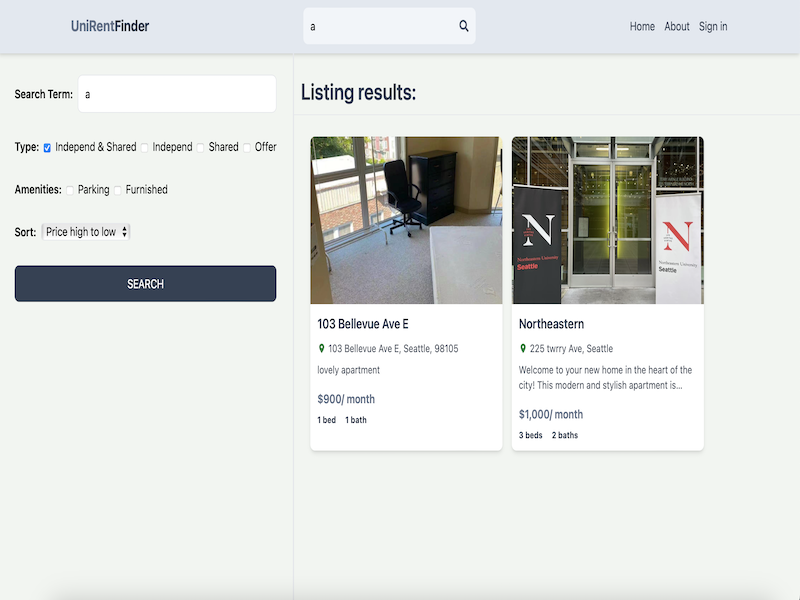 UniRentFinder
a
Home About Sign in
Search Term: a
Type: Independ & Shared Independ Shared Offer
Amenities: Parking Furnished
Sort: Price high to low
SEARCH
Listing results:
103 Bellevue Ave E
103 Bellevue Ave E, Seattle, 98105
lovely apartment
$900/ month
1 bed 1 bath
N
Northeastern University
Seattle
N
Northeastern University
Seattle
Northeastern
225 twrry Ave, Seattle
Welcome to your new home in the heart of the
city! This modern and stylish apartment is...
$1,000/ month
3 beds 2 baths